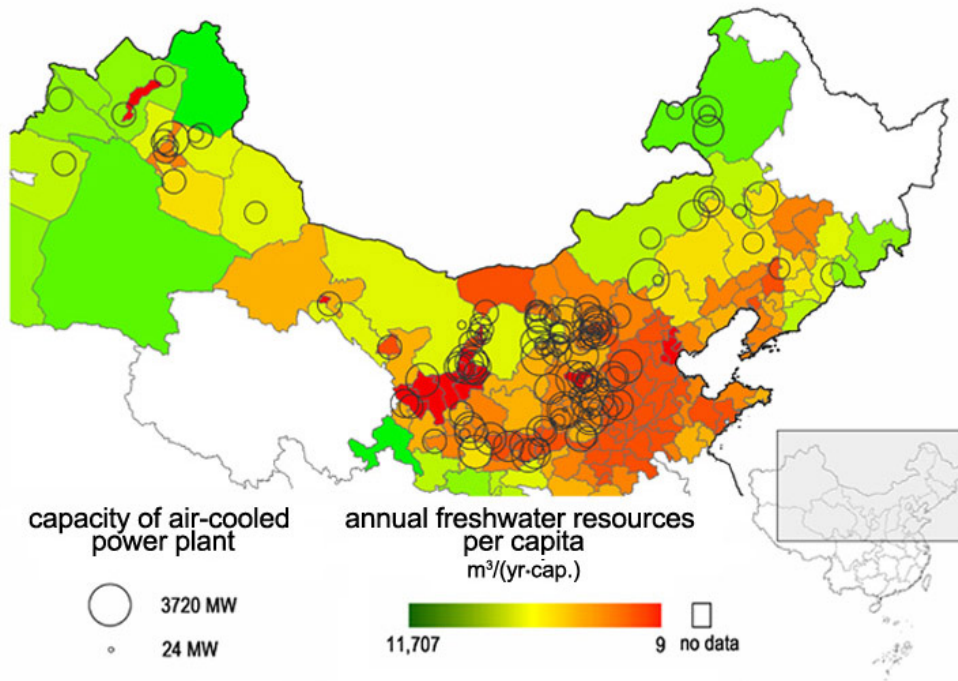 capacity of air-cooled
power plant
3720 MW
24 MW
annual freshwater resources
per capita
m³/(yr·cap.)
11,707
9
no data